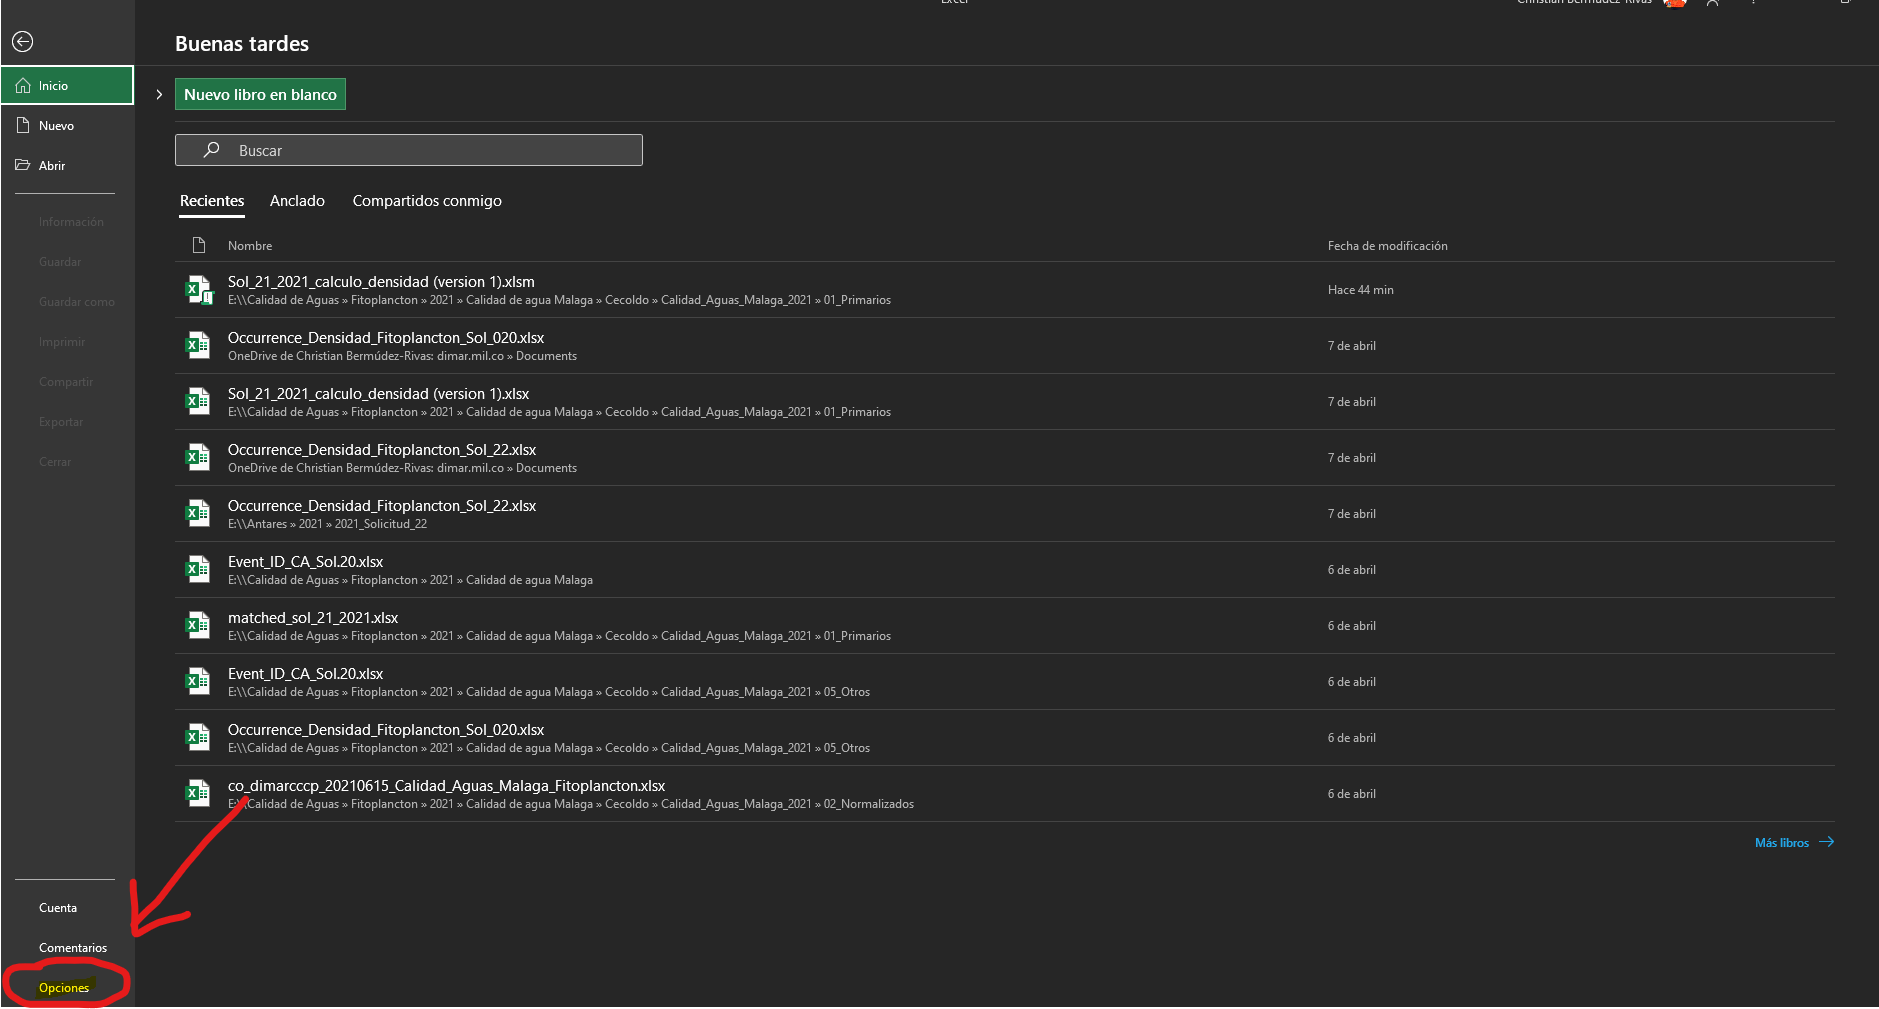 Excel
Christian Bermúdez-Rivas
Buenas tardes
Inicio
Nuevo libro en blanco
Nuevo
Buscar
Abrir
Recientes Anclado Compartidos conmigo
Información
Guardar
Guardar como
Imprimir
Compartir
Exportar
Cerrar
Nombre Fecha de modificación
Sol_21_2021_calculo_densidad (version 1).xlsm
E:\\Calidad de Aguas » Fitoplancton » 2021 » Calidad de agua Malaga » Cecoldo » Calidad_Aguas_Malaga_2021 » 01_Primarios
Hace 44 min
Occurrence_Densidad_Fitoplancton_Sol_020.xlsx
OneDrive de Christian Bermúdez-Rivas: dimar.mil.co » Documents
7 de abril
Sol_21_2021_calculo_densidad (version 1).xlsx
E:\\Calidad de Aguas » Fitoplancton » 2021 » Calidad de agua Malaga » Cecoldo » Calidad_Aguas_Malaga_2021 » 01_Primarios
7 de abril
Occurrence_Densidad_Fitoplancton_Sol_22.xlsx
OneDrive de Christian Bermúdez-Rivas: dimar.mil.co » Documents
7 de abril
Occurrence_Densidad_Fitoplancton_Sol_22.xlsx
E:\\Antares » 2021 » 2021_Solicitud_22
7 de abril
Event_ID_CA_Sol.20.xlsx
E:\\Calidad de Aguas » Fitoplancton » 2021 » Calidad de agua Malaga
6 de abril
matched_sol_21_2021.xlsx
E:\\Calidad de Aguas » Fitoplancton » 2021 » Calidad de agua Malaga » Cecoldo » Calidad_Aguas_Malaga_2021 » 01_Primarios
6 de abril
Event_ID_CA_Sol.20.xlsx
E:\\Calidad de Aguas » Fitoplancton » 2021 » Calidad de agua Malaga » Cecoldo » Calidad_Aguas_Malaga_2021 » 05_Otros
6 de abril
Occurrence_Densidad_Fitoplancton_Sol_020.xlsx
E:\\Calidad de Aguas » Fitoplancton » 2021 » Calidad de agua Malaga » Cecoldo » Calidad_Aguas_Malaga_2021 » 05_Otros
6 de abril
co_dimarcccp_20210615_Calidad_Aguas_Malaga_Fitoplancton.xlsx
E:\\Calidad de Aguas » Fitoplancton » 2021 » Calidad de agua Malaga » Cecoldo » Calidad_Aguas_Malaga_2021 » 02_Normalizados
6 de abril
Más libros
Cuenta
Comentarios
Opciones